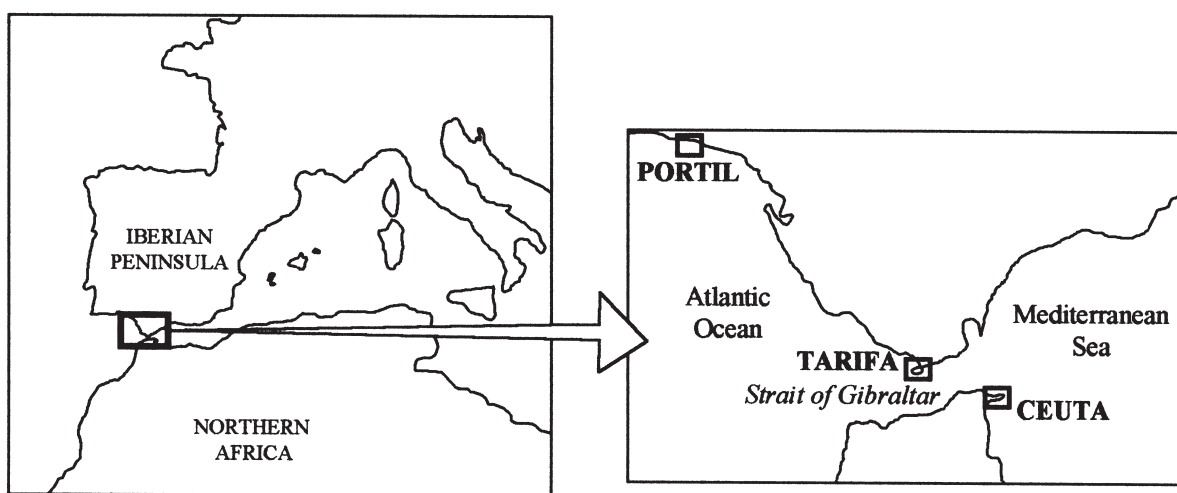 IBERIAN
PENINSULA
NORTHERN
AFRICA
PORTIL
Atlantic
Ocean
Mediterranean
Sea
TARIFA
Strait of Gibraltar
CEUTA